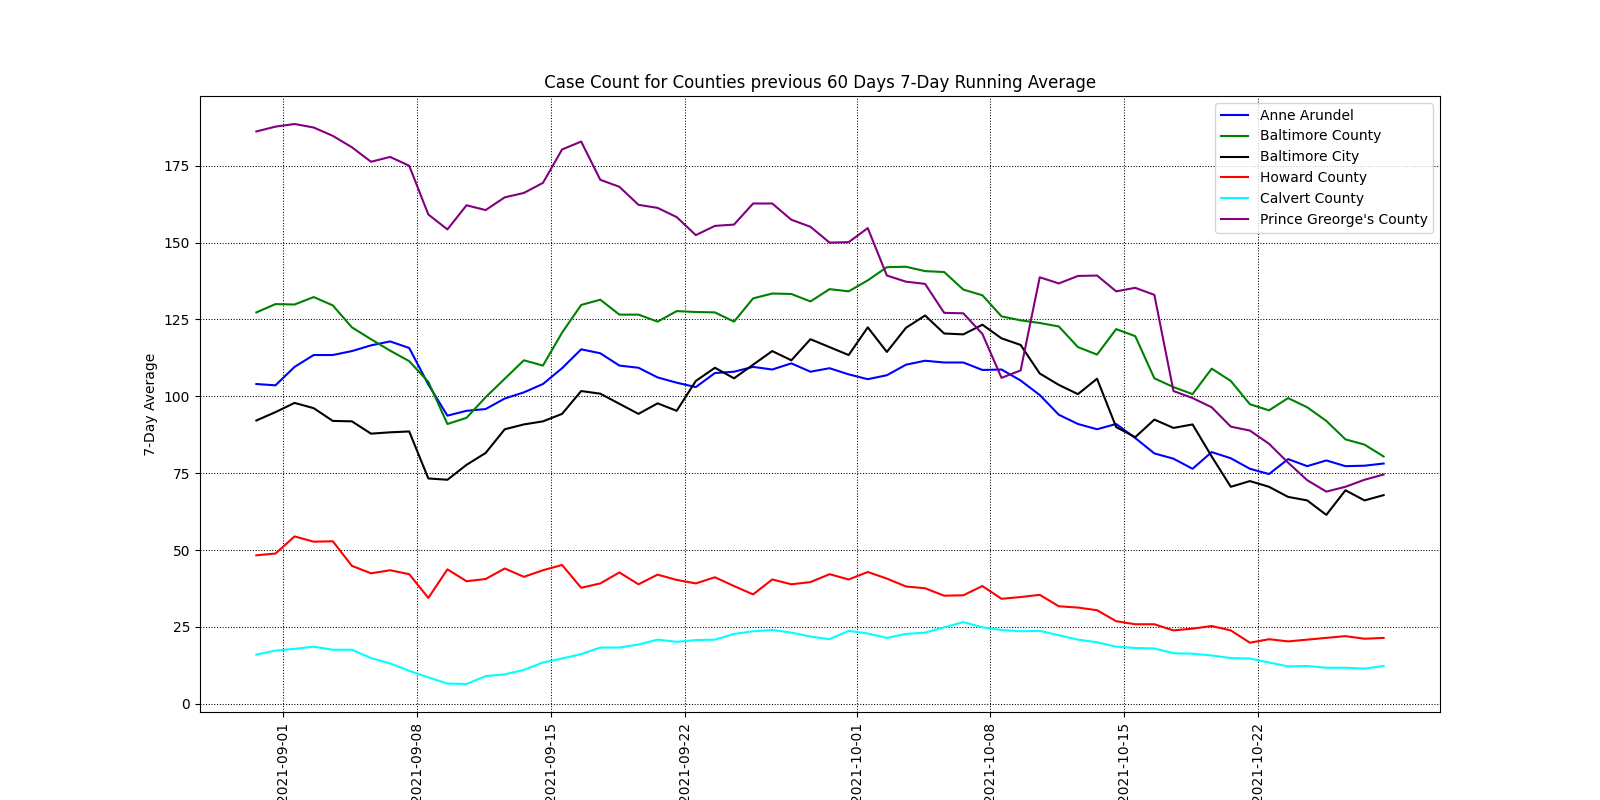 Case Count for Counties previous 60 Days 7-Day Running Average
Anne Arundel
Baltimore County
Baltimore City
Howard County
Calvert County
Prince Greorge's County
7-Day Average
175
150
125
100
75
50
25
0
2021-09-01
2021-09-08
2021-09-15
2021-09-22
2021-10-01
2021-10-08
2021-10-15
2021-10-22